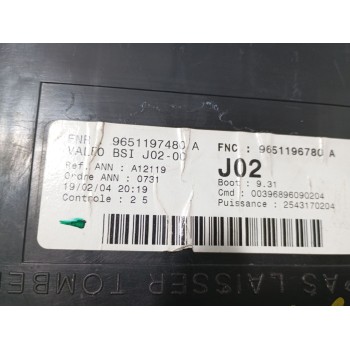 ENR : 9651197480 A
VALEO BSI J02-00
Ref. ANN : A12119
Ordre ANN : 0731
19/02/04 20:19
Controle : 2 5
FNC : 9651196780 A
J02
Boot : 9.31
Cmd : 00396896090204
Puissance : 2543170204
PAS LAISSER TOMBE